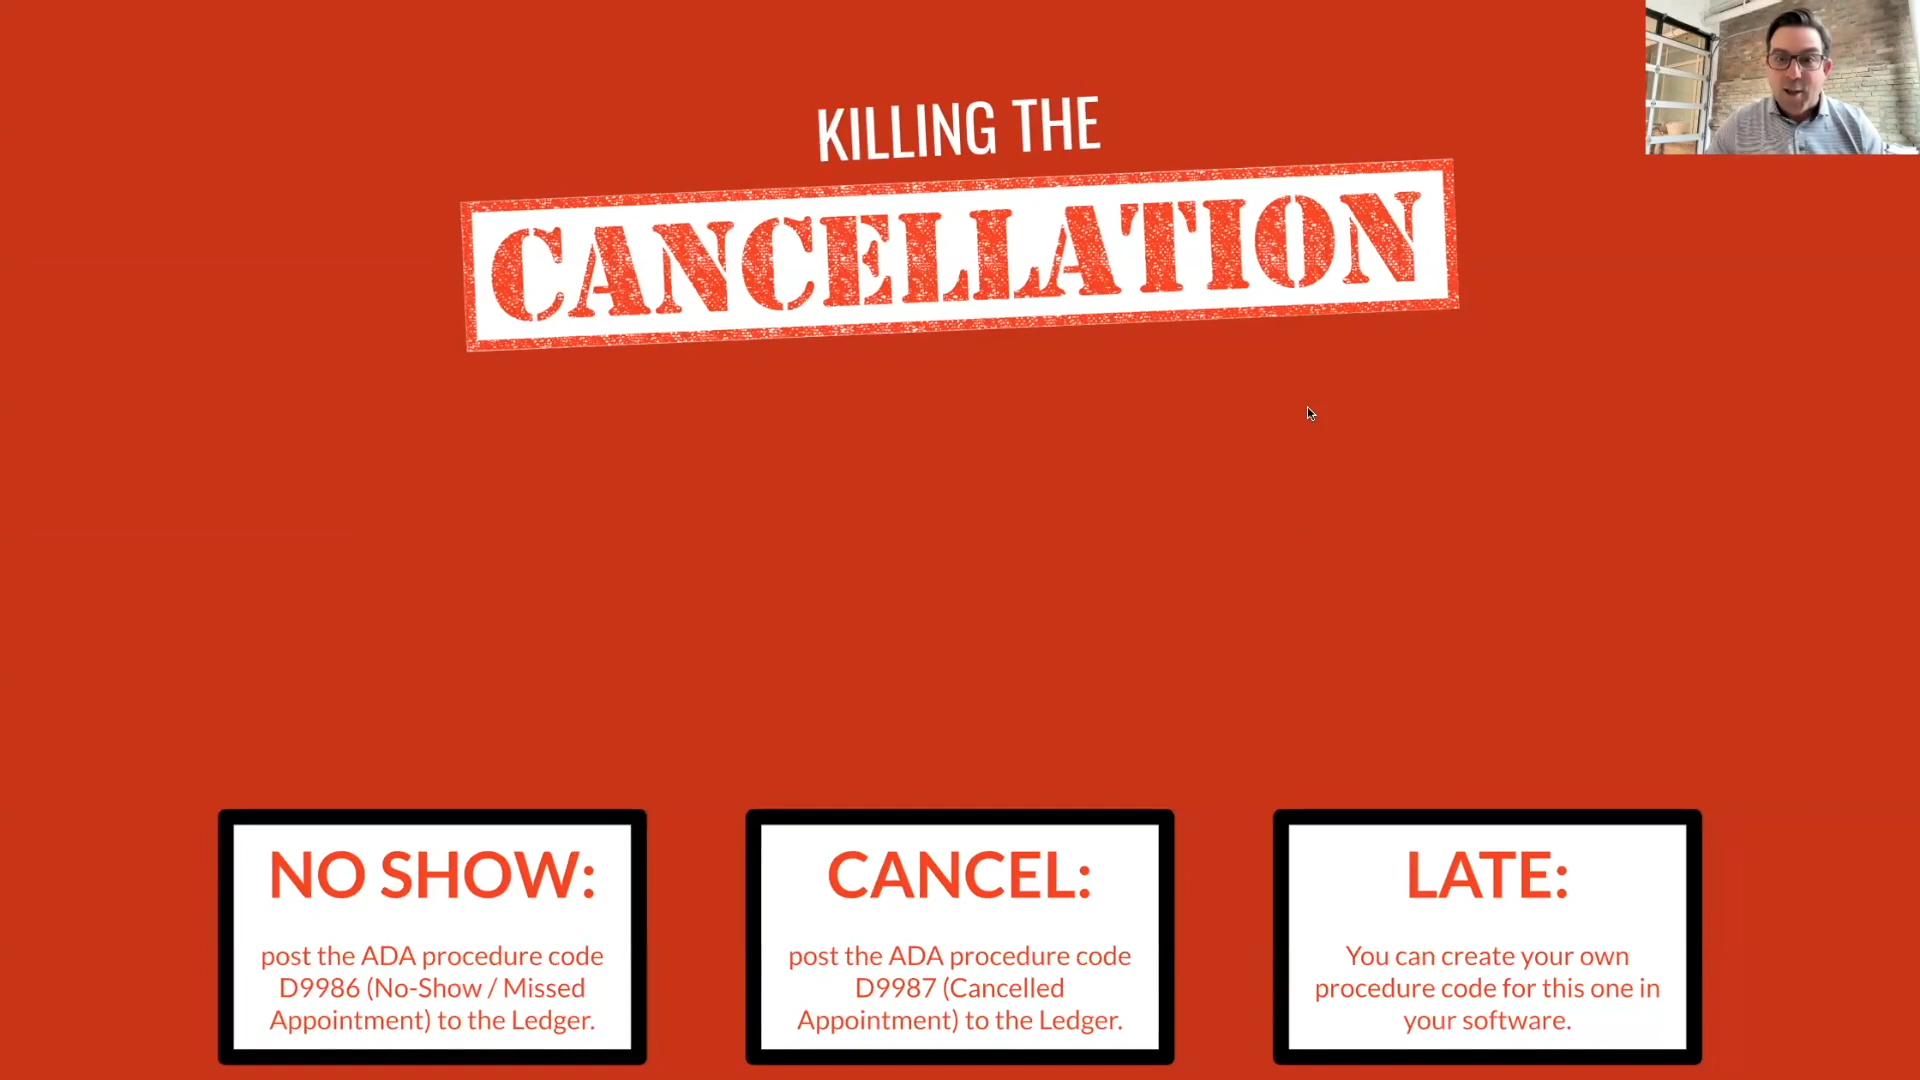 KILLING THE
CANCELLATION
NO SHOW:
post the ADA procedure code
D9986 (No-Show / Missed
Appointment) to the Ledger.
CANCEL:
post the ADA procedure code
D9987 (Cancelled
Appointment) to the Ledger.
LATE:
You can create your own
procedure code for this one in
your software.